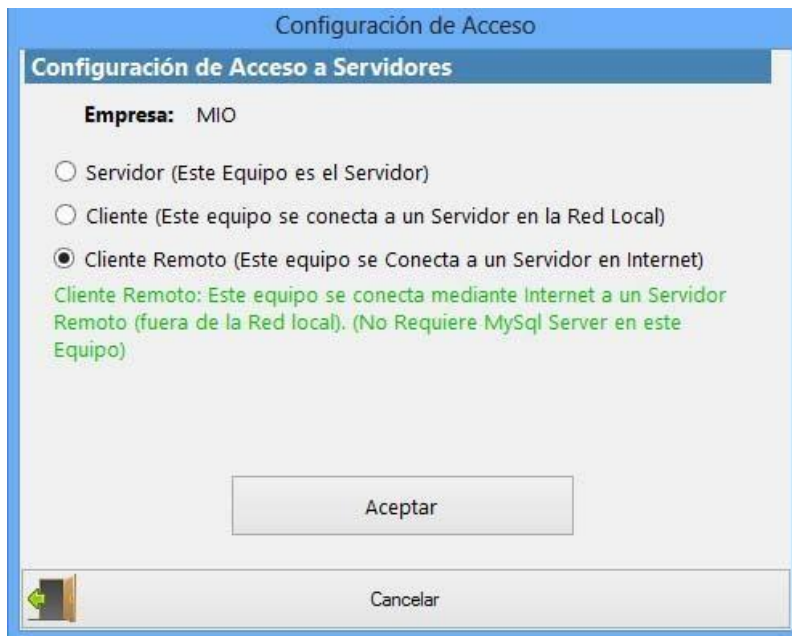 Configuración de Acceso
Configuración de Acceso a Servidores
Empresa: MIO
Servidor (Este Equipo es el Servidor)
Cliente (Este equipo se conecta a un Servidor en la Red Local)
Cliente Remoto (Este equipo se Conecta a un Servidor en Internet)
Cliente Remoto: Este equipo se conecta mediante Internet a un Servidor
Remoto (fuera de la Red local). (No Requiere MySql Server en este
Equipo)
Aceptar
Cancelar